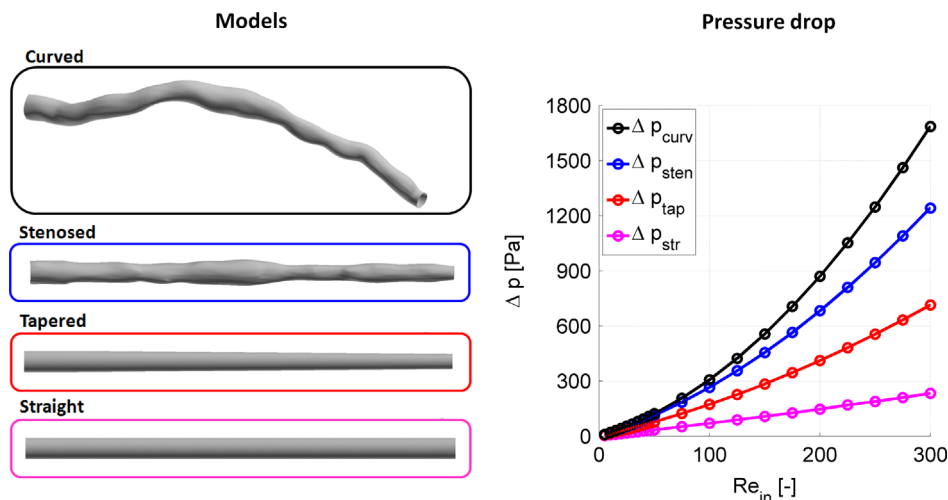 Models
Curved
Stenosed
Tapered
Straight
Pressure drop
Δ p [Pa]
1800
1500
1200
900
600
300
0
Δ p_curv
Δ p_sten
Δ p_tap
Δ p_str
0 100 200 300
Re_in [-]